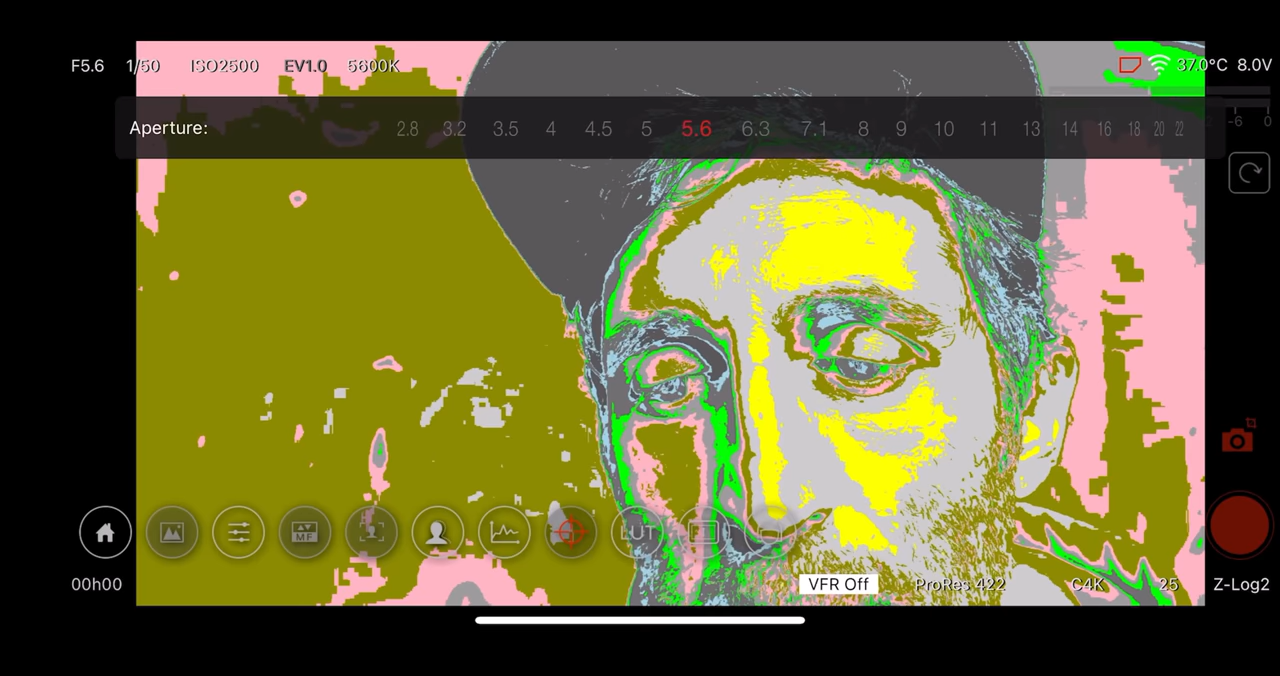 F5.6 1/50 ISO2500 EV1.0 5600K 37.0°C 8.0V
Aperture: 2.8 3.2 3.5 4 4.5 5 5.6 6.3 7.1 8 9 10 11 13 14 16 18 20 22
-6 0
MF LUT
00h00 VFR Off ProRes 422 C4K 25 Z-Log2